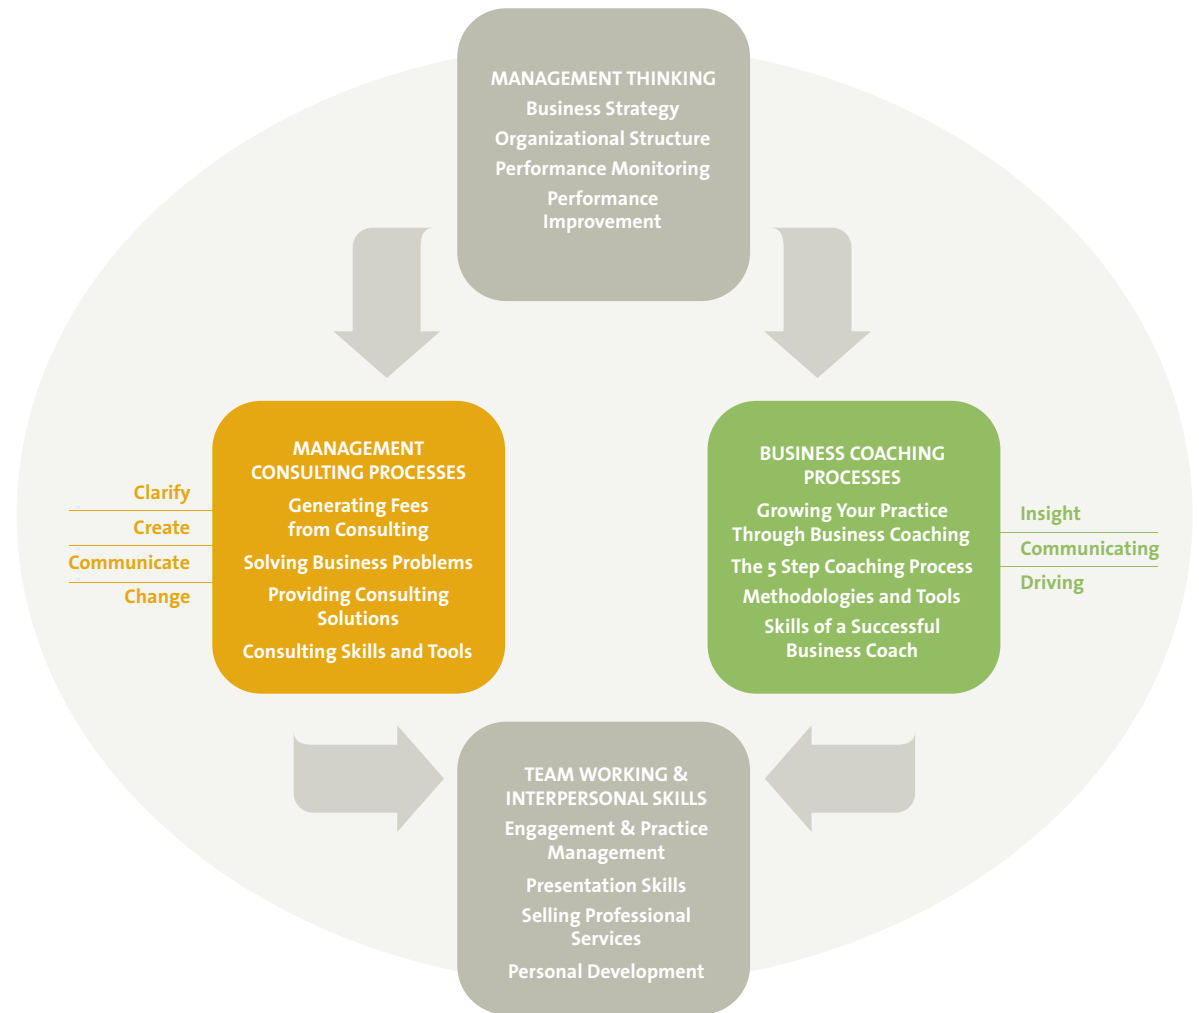 MANAGEMENT THINKING
Business Strategy
Organizational Structure
Performance Monitoring
Performance
Improvement
MANAGEMENT
CONSULTING PROCESSES
Generating Fees
from Consulting
Solving Business Problems
Providing Consulting
Solutions
Consulting Skills and Tools
Clarify
Create
Communicate
Change
BUSINESS COACHING
PROCESSES
Growing Your Practice
Through Business Coaching
The 5 Step Coaching Process
Methodologies and Tools
Skills of a Successful
Business Coach
Insight
Communicating
Driving
TEAM WORKING &
INTERPERSONAL SKILLS
Engagement & Practice
Management
Presentation Skills
Selling Professional
Services
Personal Development